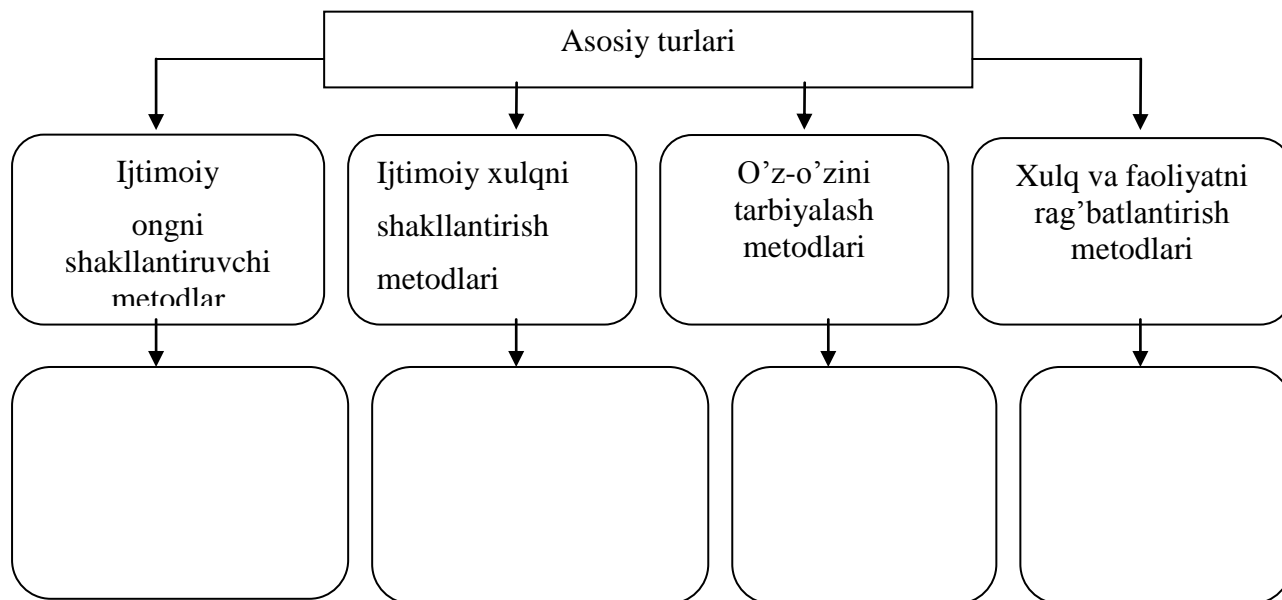 Asosiy turlari
Ijtimoiy
ongni
shakllantiruvchi
metodlar
Ijtimoiy xulqni
shakllantirish
metodlari
O’z-o’zini
tarbiyalash
metodlari
Xulq va faoliyatni
rag’batlantirish
metodlari